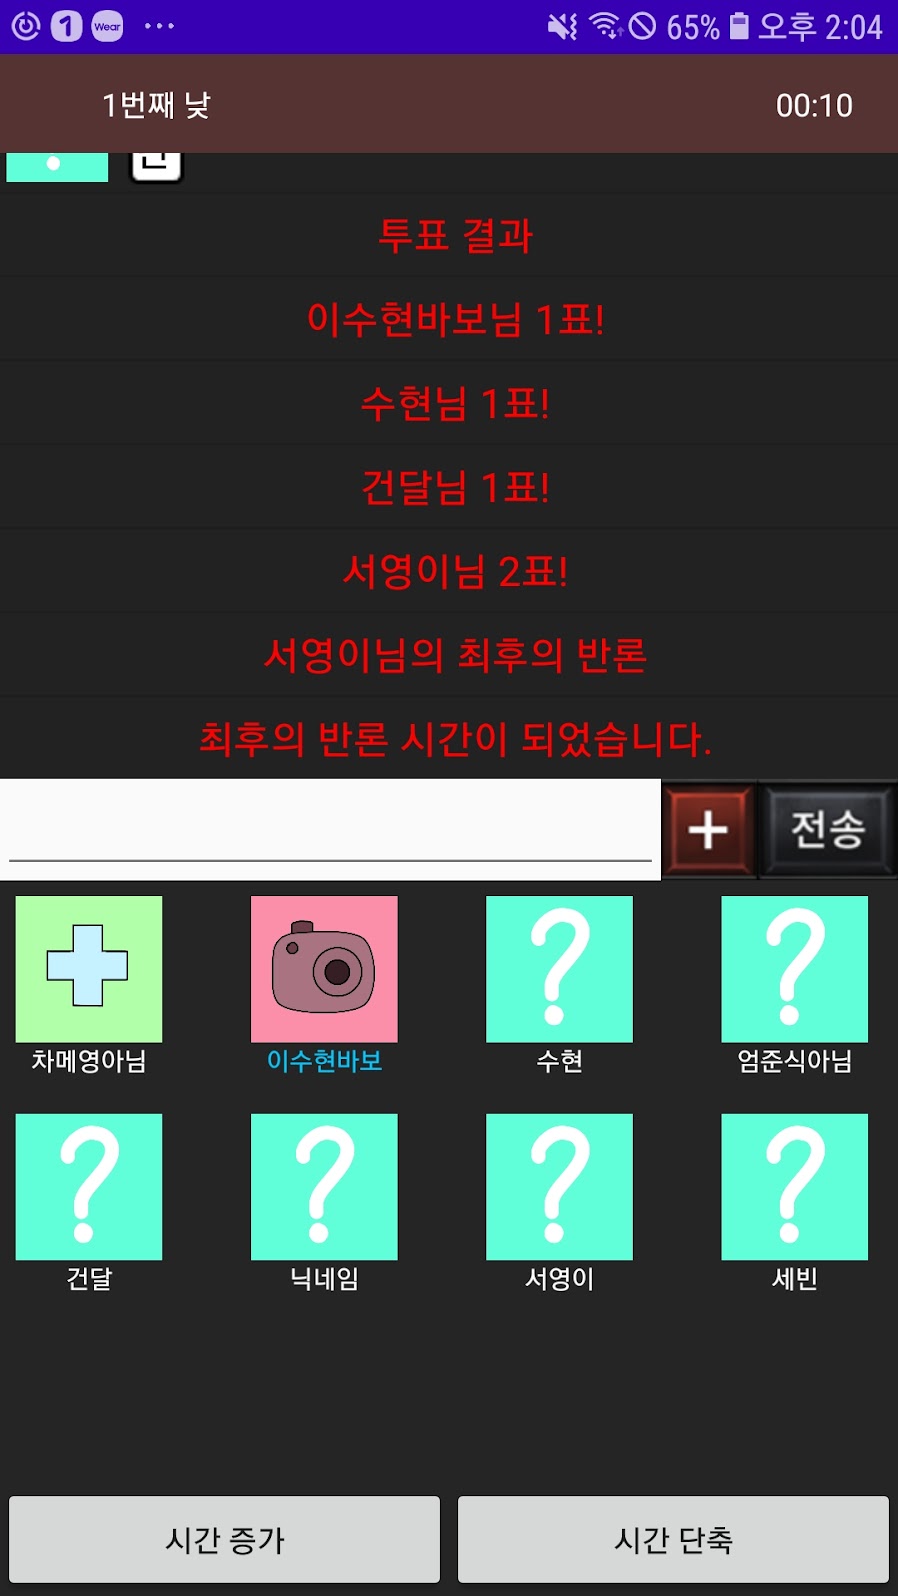 1
Wear
65% 오후 2:04
1번째 낮
00:10
투표 결과
이수현바보님 1표!
수현님 1표!
건달님 1표!
서영이님 2표!
서영이님의 최후의 반론
최후의 반론 시간이 되었습니다.
+ 전송
차메영아님
이수현바보
수현
엄준식아님
건달
닉네임
서영이
세빈
시간 증가
시간 단축